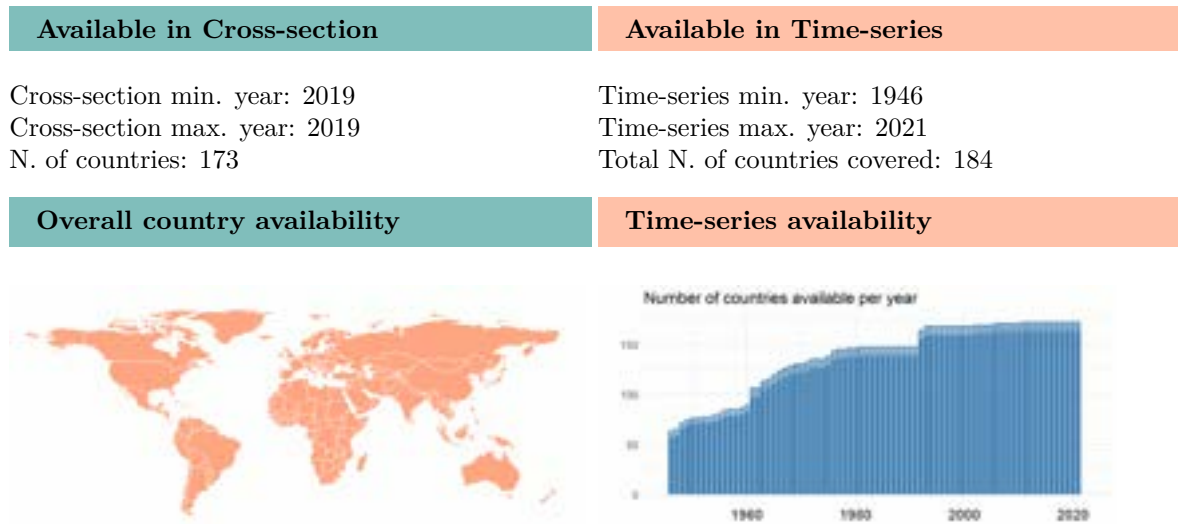 Available in Cross-section
Available in Time-series
Cross-section min. year: 2019
Cross-section max. year: 2019
N. of countries: 173
Time-series min. year: 1946
Time-series max. year: 2021
Total N. of countries covered: 184
Overall country availability
Time-series availability
Number of countries available per year
150
100
50
0
1960 1980 2000 2020